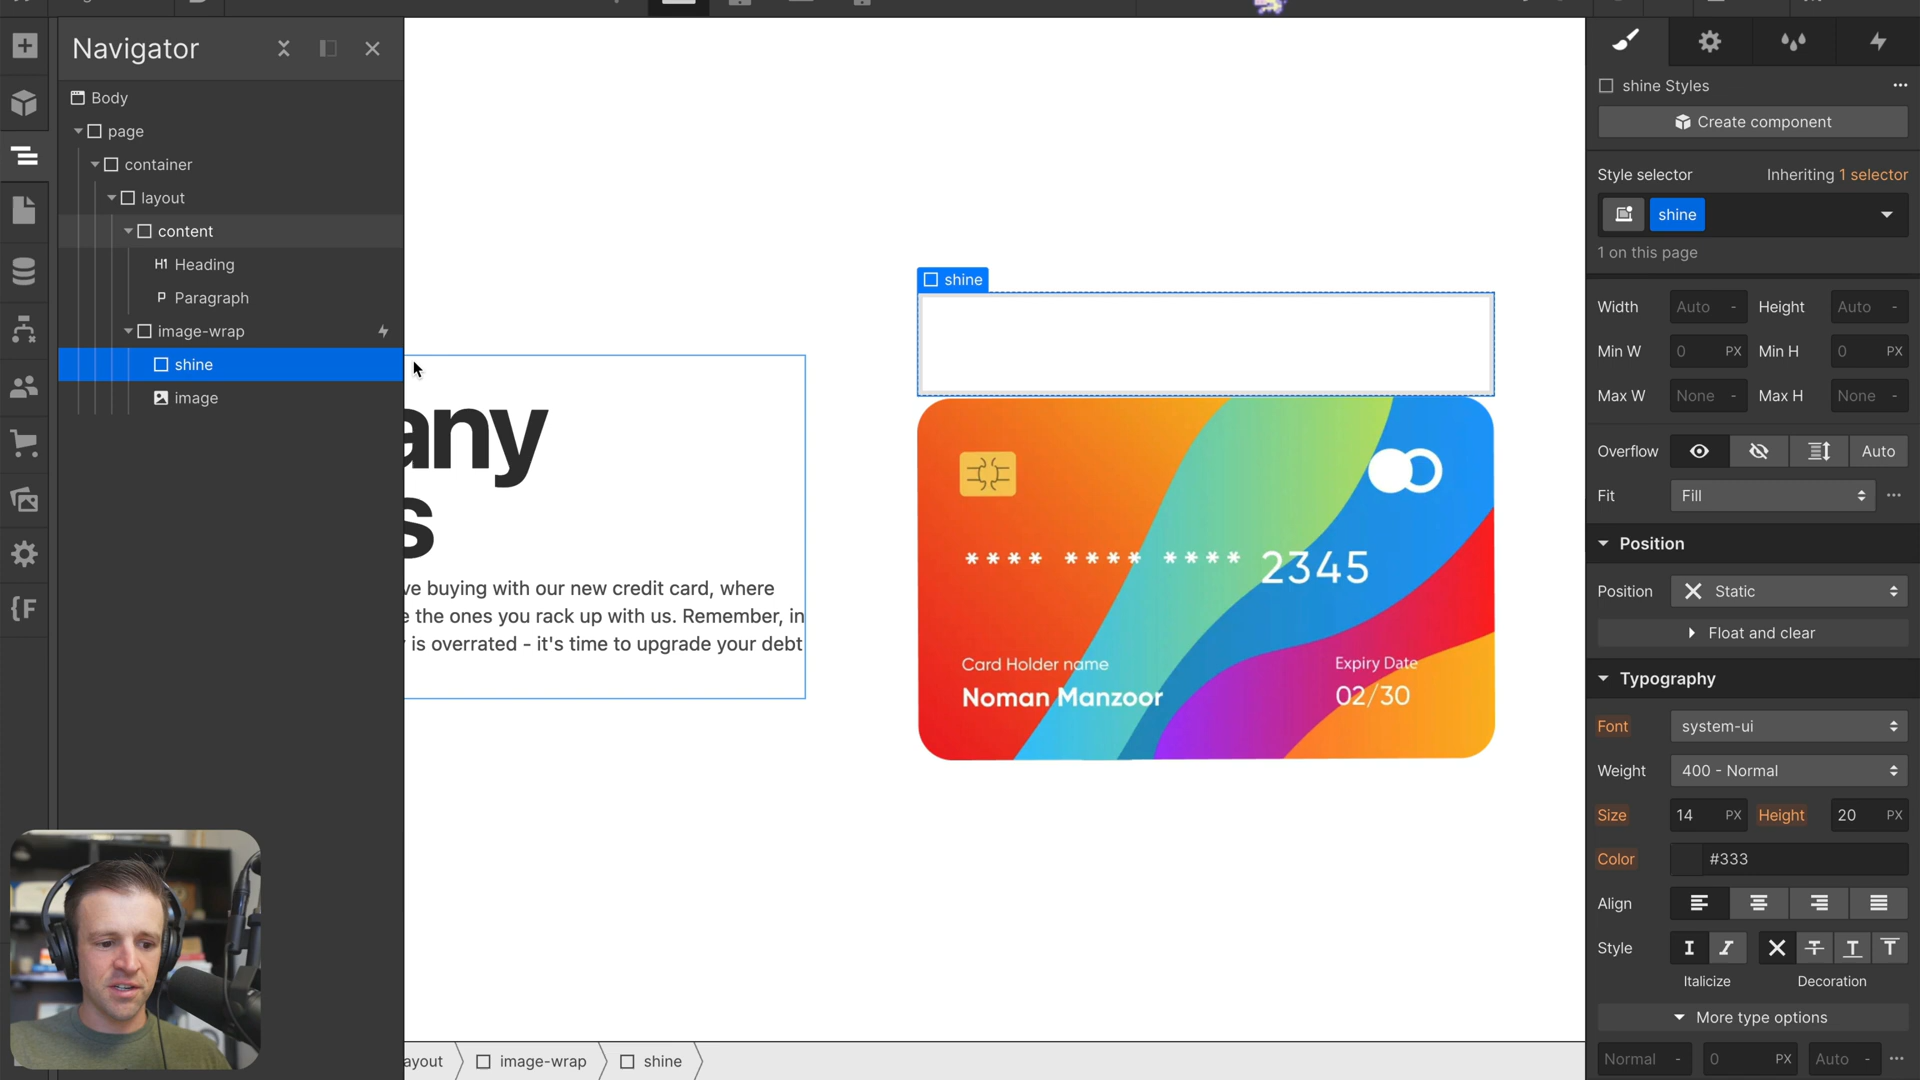 Navigator
Body
page
container
layout
content
H1 Heading
P Paragraph
image-wrap
shine
image
shine
any
s
ve buying with our new credit card, where
e the ones you rack up with us. Remember, in
is overrated - it's time to upgrade your debt
**** **** **** 2345
Card Holder name
Noman Manzoor
Expiry Date
02/30
ayout
image-wrap
shine
shine Styles
Create component
Style selector
Inheriting 1 selector
shine
1 on this page
Width Auto - Height Auto -
Min W 0 PX Min H 0 PX
Max W None - Max H None -
Overflow Auto
Fit Fill
Position
Position Static
Float and clear
Typography
Font system-ui
Weight 400 - Normal
Size 14 PX Height 20 PX
Color #333
Align
Style
Italicize Decoration
More type options
Normal - 0 PX Auto -